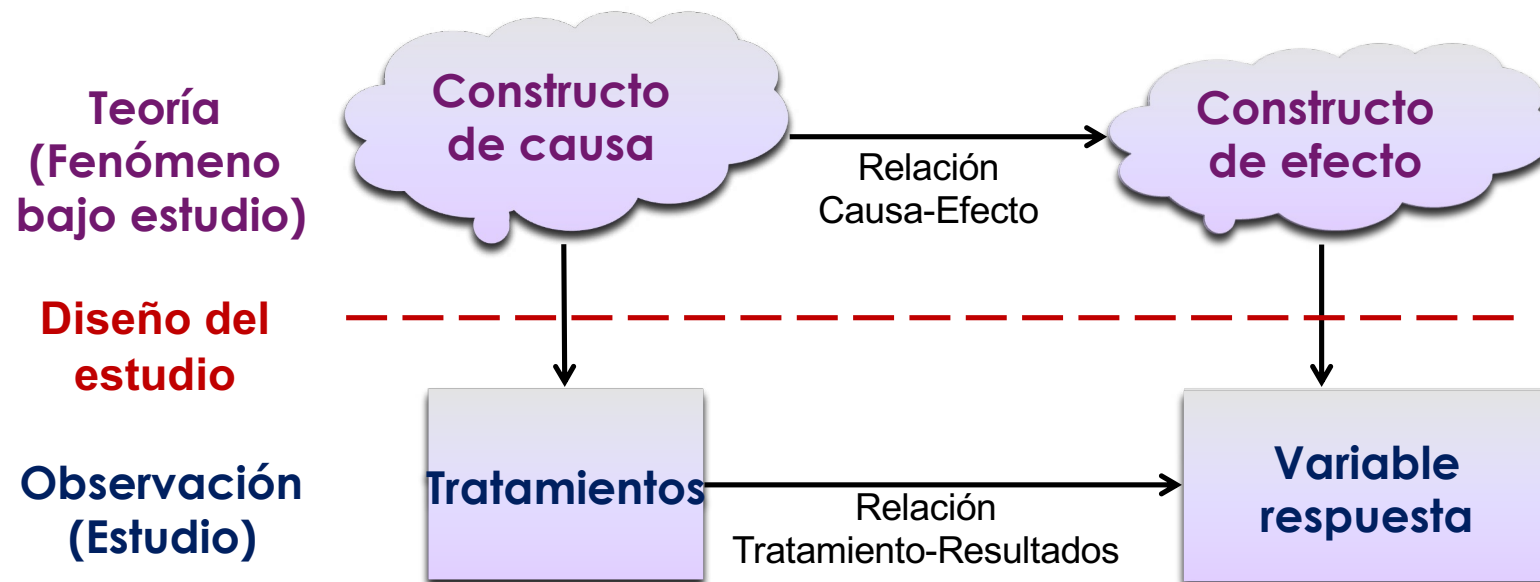 Teoría
(Fenómeno
bajo estudio)
Constructo
de causa
Relación
Causa-Efecto
Constructo
de efecto
Diseño del
estudio
Observación
(Estudio)
Tratamientos
Relación
Tratamiento-Resultados
Variable
respuesta